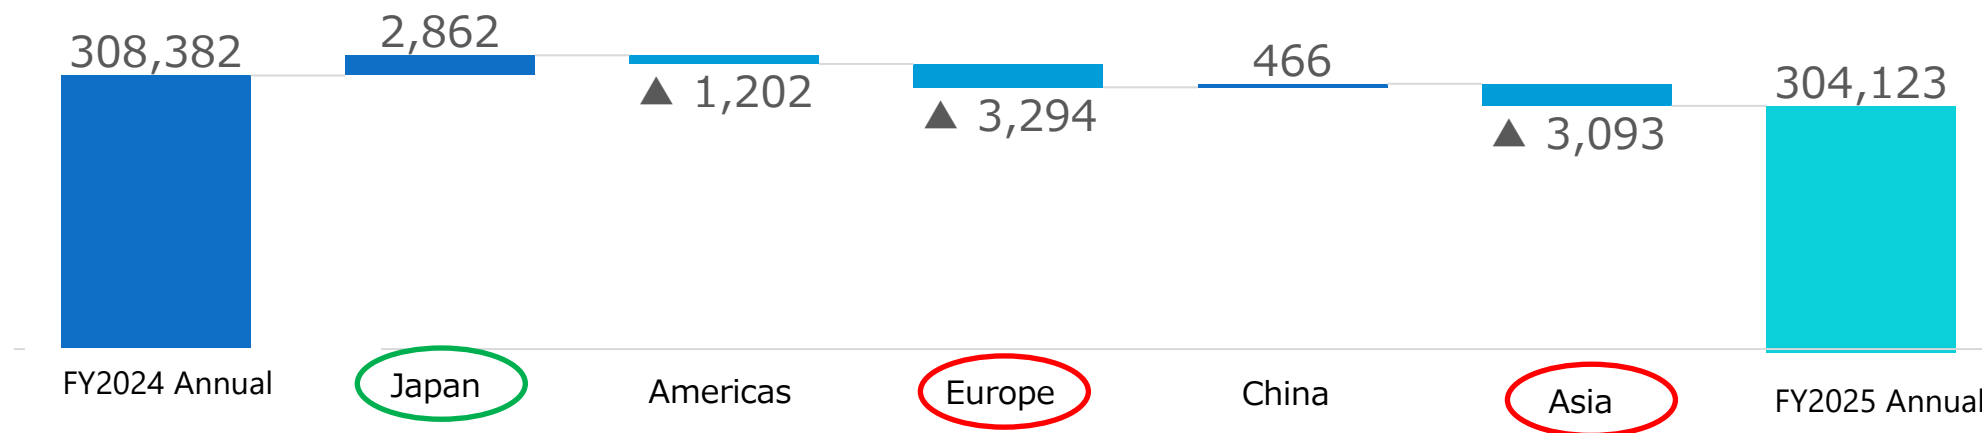 308,382
2,862
▲ 1,202
▲ 3,294
466
▲ 3,093
304,123
FY2024 Annual
Japan
Americas
Europe
China
Asia
FY2025 Annual